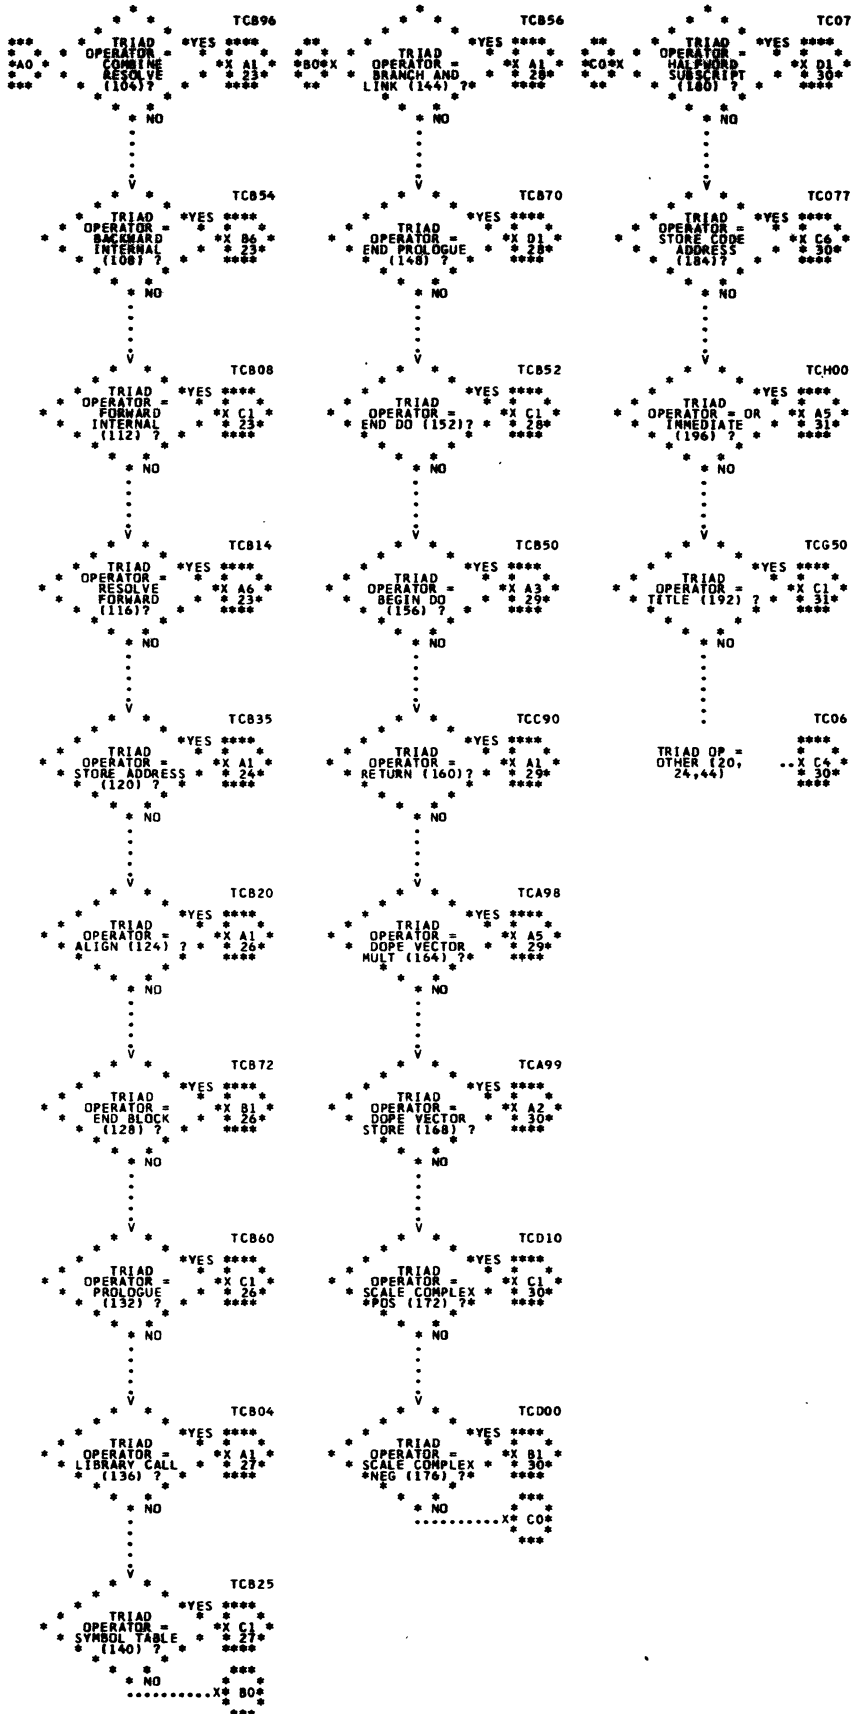 TCB96
TRIAD
OPERATOR =
COMBINE
RESOLVE
(104)?
*YES ****
*X A1 *
* 23*
****
*AO *
* NO
TCB54
TRIAD
OPERATOR =
BACKWARD
INTERNAL
(108) ?
*YES ****
*X B6 *
* 23*
****
* NO
TCB08
TRIAD
OPERATOR =
FORWARD
INTERNAL
(112) ?
*YES ****
*X C1 *
* 23*
****
* NO
TCB14
TRIAD
OPERATOR =
RESOLVE
FORWARD
(116)?
*YES ****
*X A6 *
* 23*
****
* NO
TCB35
TRIAD
OPERATOR =
STORE ADDRESS
(120) ?
*YES ****
*X A1 *
* 24*
****
* NO
TCB20
TRIAD
OPERATOR =
ALIGN (124) ?
*YES ****
*X A1 *
* 26*
****
* NO
TCB72
TRIAD
OPERATOR =
END BLOCK
(128) ?
*YES ****
*X B1 *
* 26*
****
* NO
TCB60
TRIAD
OPERATOR =
PROLOGUE
(132) ?
*YES ****
*X C1 *
* 26*
****
* NO
TCB04
TRIAD
OPERATOR =
LIBRARY CALL
(136) ?
*YES ****
*X A1 *
* 27*
****
* NO
TCB25
TRIAD
OPERATOR =
SYMBOL TABLE
(140) ?
*YES ****
*X C1 *
* 27*
****
* NO
..........X* BO*
TCB56
*BO*X
TRIAD
OPERATOR =
BRANCH AND
LINK (144) ?*
*YES ****
*X A1 *
* 28*
****
* NO
TCB70
TRIAD
OPERATOR =
END PROLOGUE
(148) ?
*YES ****
*X D1 *
* 28*
****
* NO
TCB52
TRIAD
OPERATOR =
END DO (152)?
*YES ****
*X C1 *
* 28*
****
* NO
TCB50
TRIAD
OPERATOR =
BEGIN DO
(156) ?
*YES ****
*X A3 *
* 29*
****
* NO
TCC90
TRIAD
OPERATOR =
RETURN (160)?
*YES ****
*X A1 *
* 29*
****
* NO
TCA98
TRIAD
OPERATOR =
DOPE VECTOR
MULT (164) ?*
*YES ****
*X A5 *
* 29*
****
* NO
TCA99
TRIAD
OPERATOR =
DOPE VECTOR
STORE (168) ?
*YES ****
*X A2 *
* 30*
****
* NO
TCD10
TRIAD
OPERATOR =
SCALE COMPLEX
*POS (172) ?*
*YES ****
*X C1 *
* 30*
****
* NO
TCD00
TRIAD
OPERATOR =
SCALE COMPLEX
*NEG (176) ?*
*YES ****
*X B1 *
* 30*
****
* NO
..........X* CO*
TC07
*CO*X
TRIAD
OPERATOR =
HALFWORD
SUBSCRIPT
(180) ?
*YES ****
*X D1 *
* 30*
****
* NO
TC077
TRIAD
OPERATOR =
STORE CODE
ADDRESS
(184)?
*YES ****
*X C6 *
* 30*
****
* NO
TCH00
TRIAD
OPERATOR = OR
IMMEDIATE
(196) ?
*YES ****
*X A5 *
* 31*
****
* NO
TCG50
TRIAD
OPERATOR =
TITLE (192) ?
*YES ****
*X C1 *
* 31*
****
* NO
TC06
TRIAD OP =
OTHER (20,
24,44)
****
..X C4 *
* 30*
****